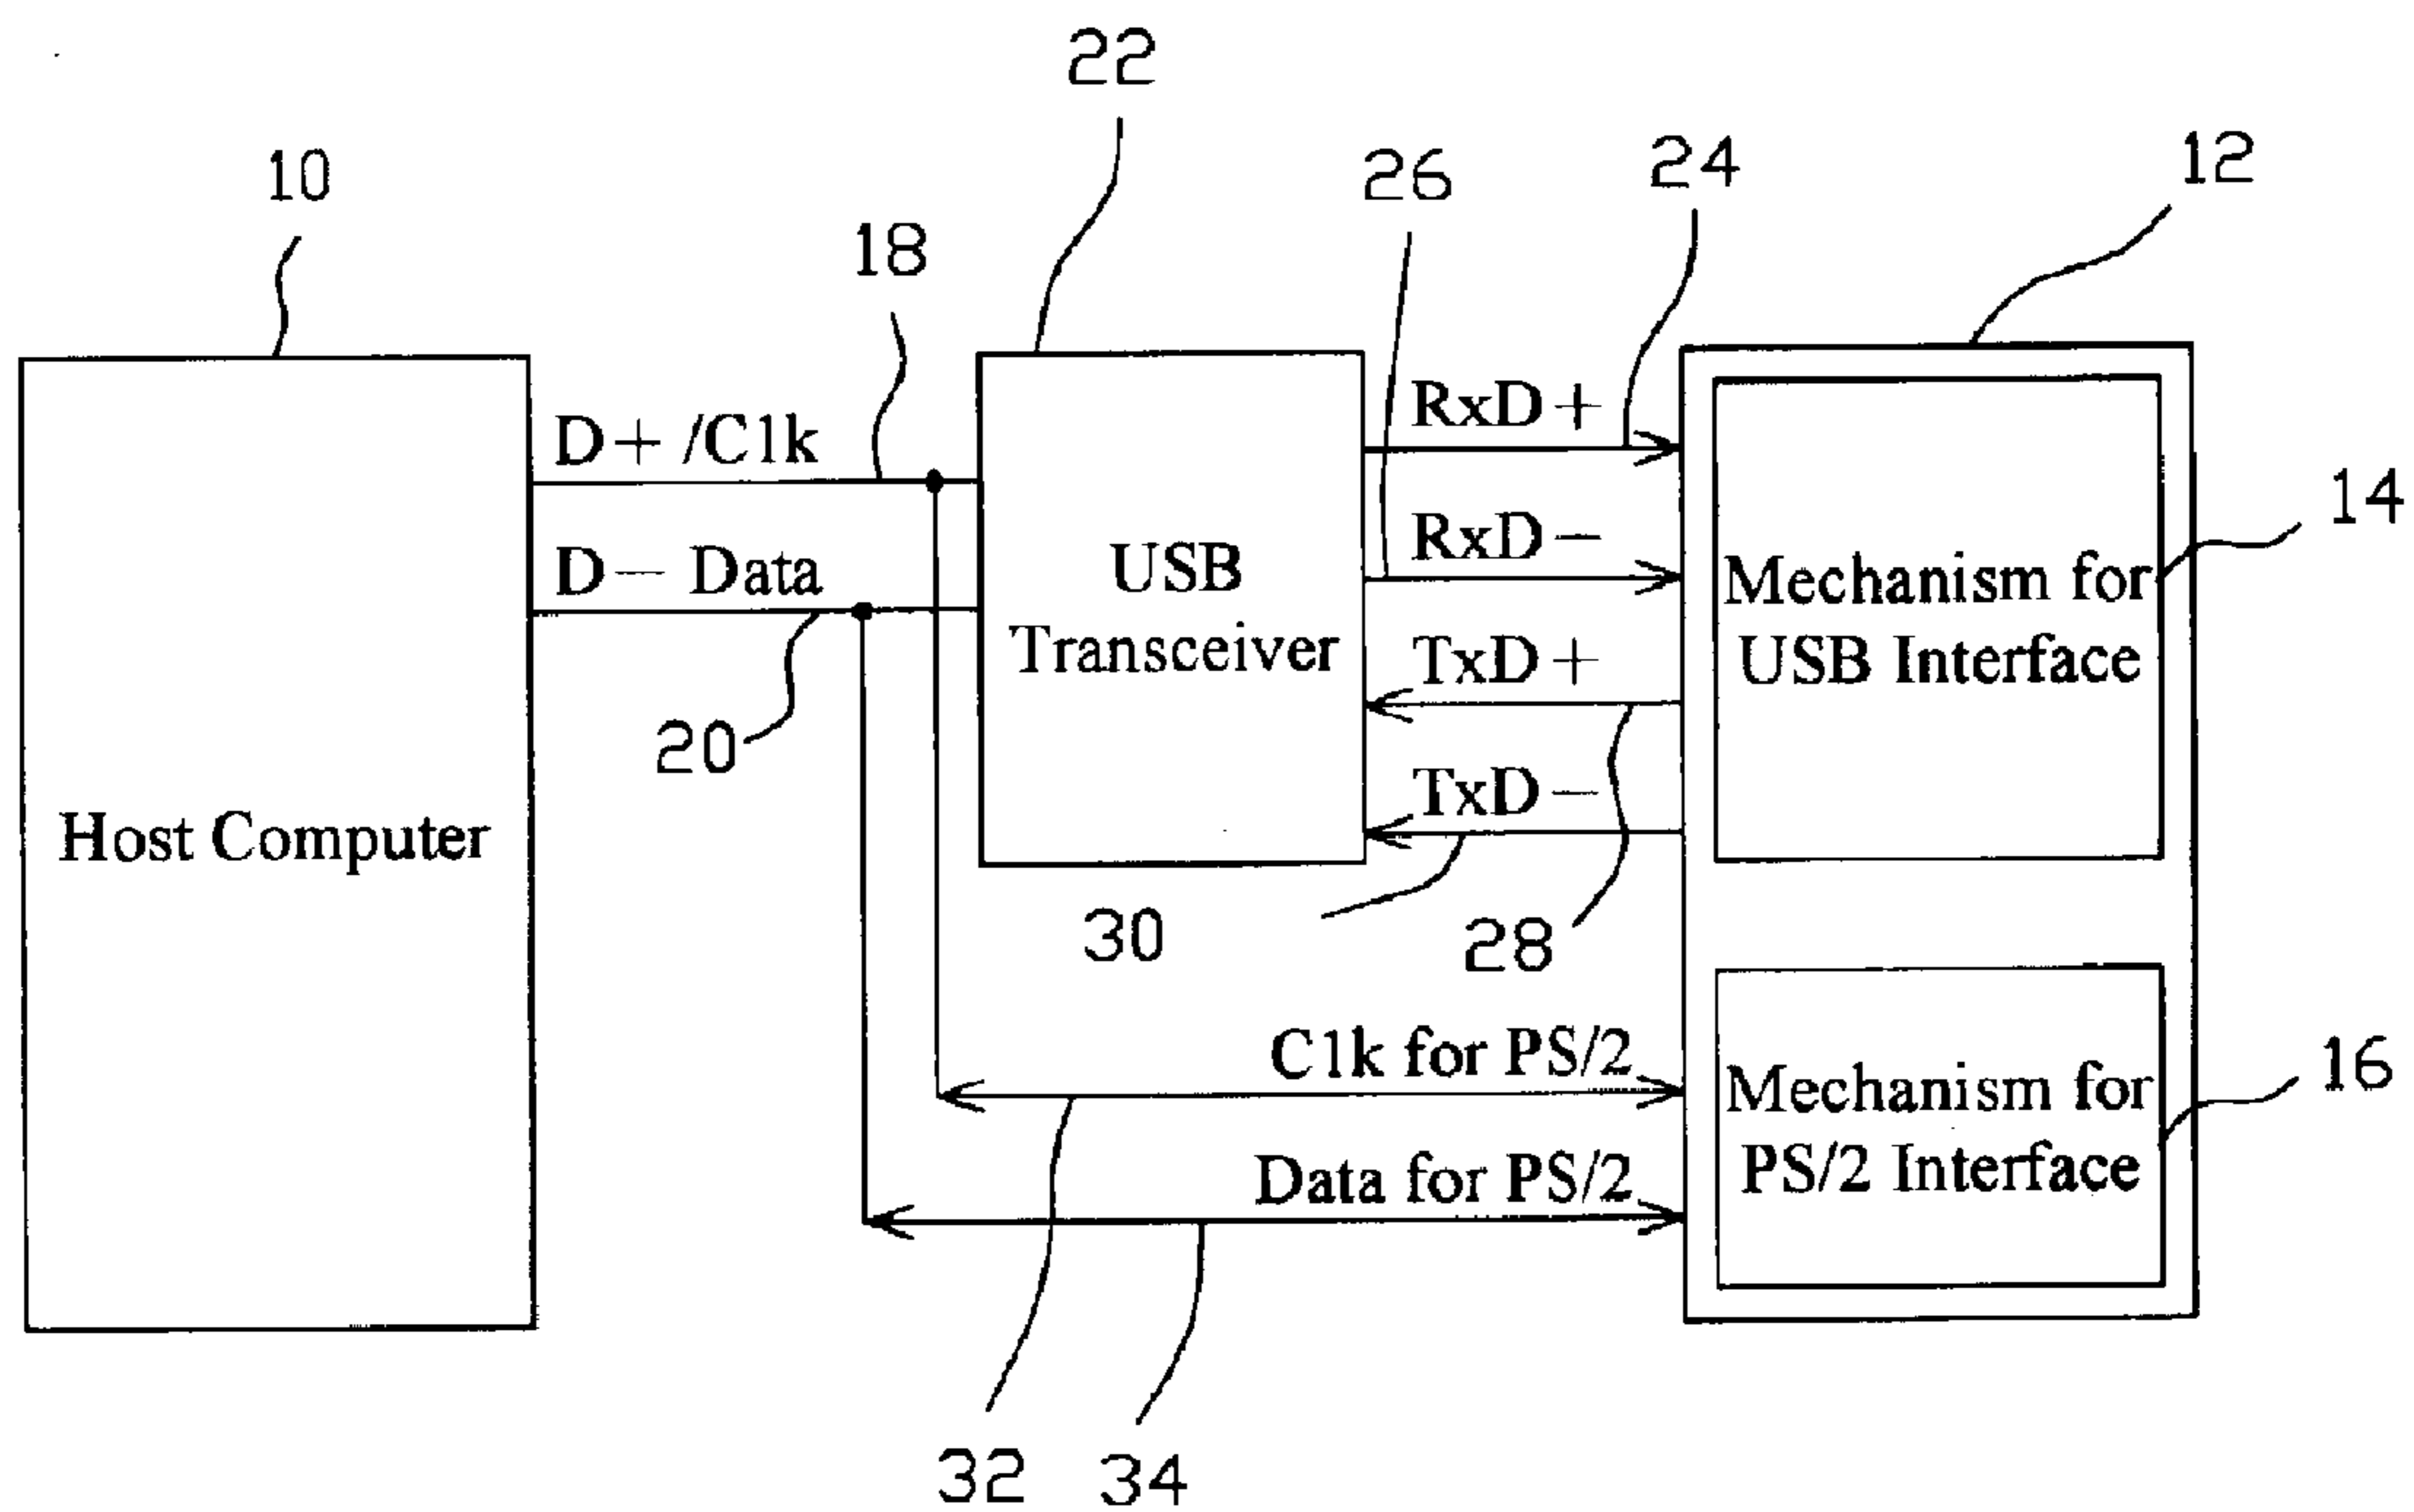 22
10
26
24
12
18
RxD+
D+/Clk
14
RxD−
D− Data
USB
Transceiver
Mechanism for
USB Interface
TxD+
20
TxD−
Host Computer
30
28
Clk for PS/2
16
Mechanism for
PS/2 Interface
Data for PS/2
32
34